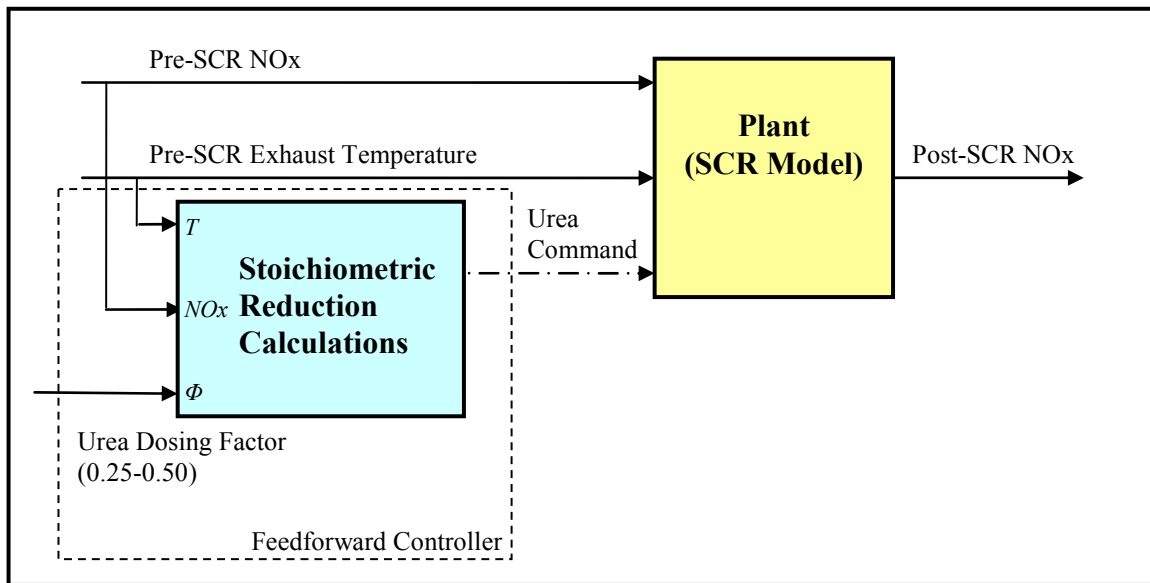 Pre-SCR NOx
Plant
(SCR Model)
Pre-SCR Exhaust Temperature
Post-SCR NOx
T
Urea
Command
Stoichiometric
Reduction
Calculations
NOx
Φ
Urea Dosing Factor
(0.25-0.50)
Feedforward Controller